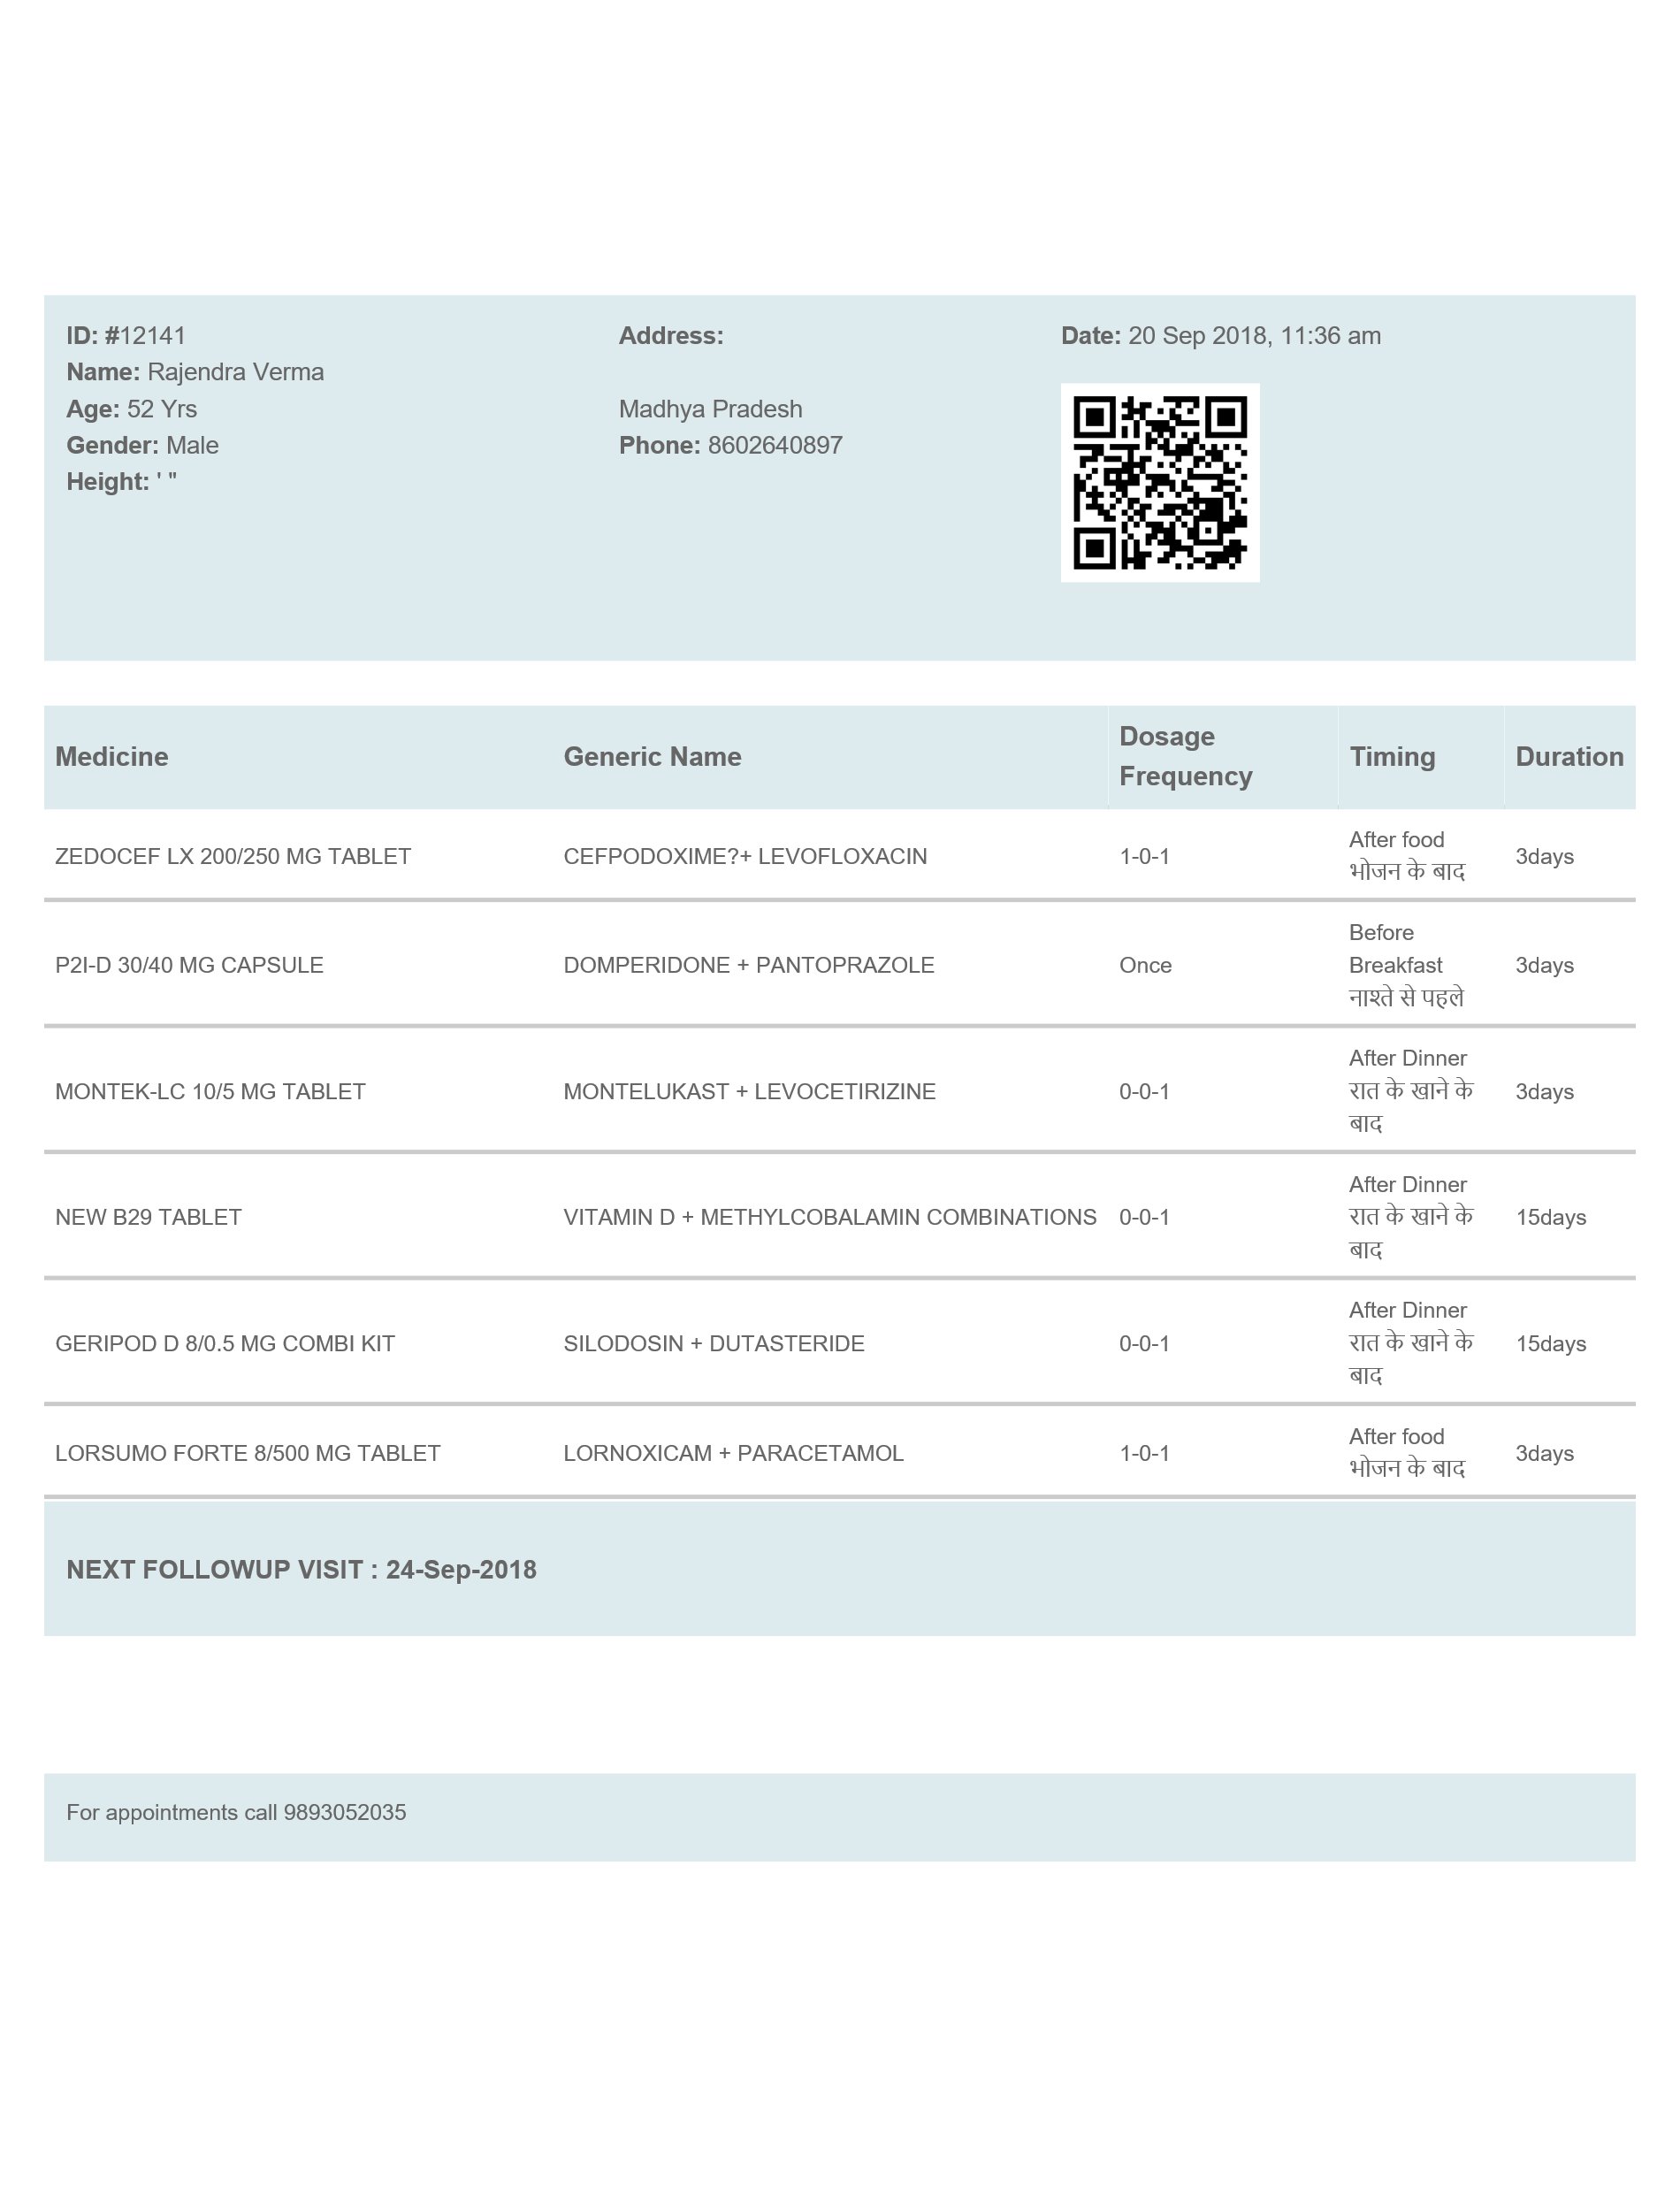 ID: #12141
Name: Rajendra Verma
Age: 52 Yrs
Gender: Male
Height: ' "
Address:
Madhya Pradesh
Phone: 8602640897
Date: 20 Sep 2018, 11:36 am
Medicine Generic Name Dosage Frequency Timing Duration
ZEDOCEF LX 200/250 MG TABLET CEFPODOXIME?+ LEVOFLOXACIN 1-0-1 After food भोजन के बाद 3days
P2I-D 30/40 MG CAPSULE DOMPERIDONE + PANTOPRAZOLE Once Before Breakfast नाश्ते से पहले 3days
MONTEK-LC 10/5 MG TABLET MONTELUKAST + LEVOCETIRIZINE 0-0-1 After Dinner रात के खाने के बाद 3days
NEW B29 TABLET VITAMIN D + METHYLCOBALAMIN COMBINATIONS 0-0-1 After Dinner रात के खाने के बाद 15days
GERIPOD D 8/0.5 MG COMBI KIT SILODOSIN + DUTASTERIDE 0-0-1 After Dinner रात के खाने के बाद 15days
LORSUMO FORTE 8/500 MG TABLET LORNOXICAM + PARACETAMOL 1-0-1 After food भोजन के बाद 3days
NEXT FOLLOWUP VISIT : 24-Sep-2018
For appointments call 9893052035